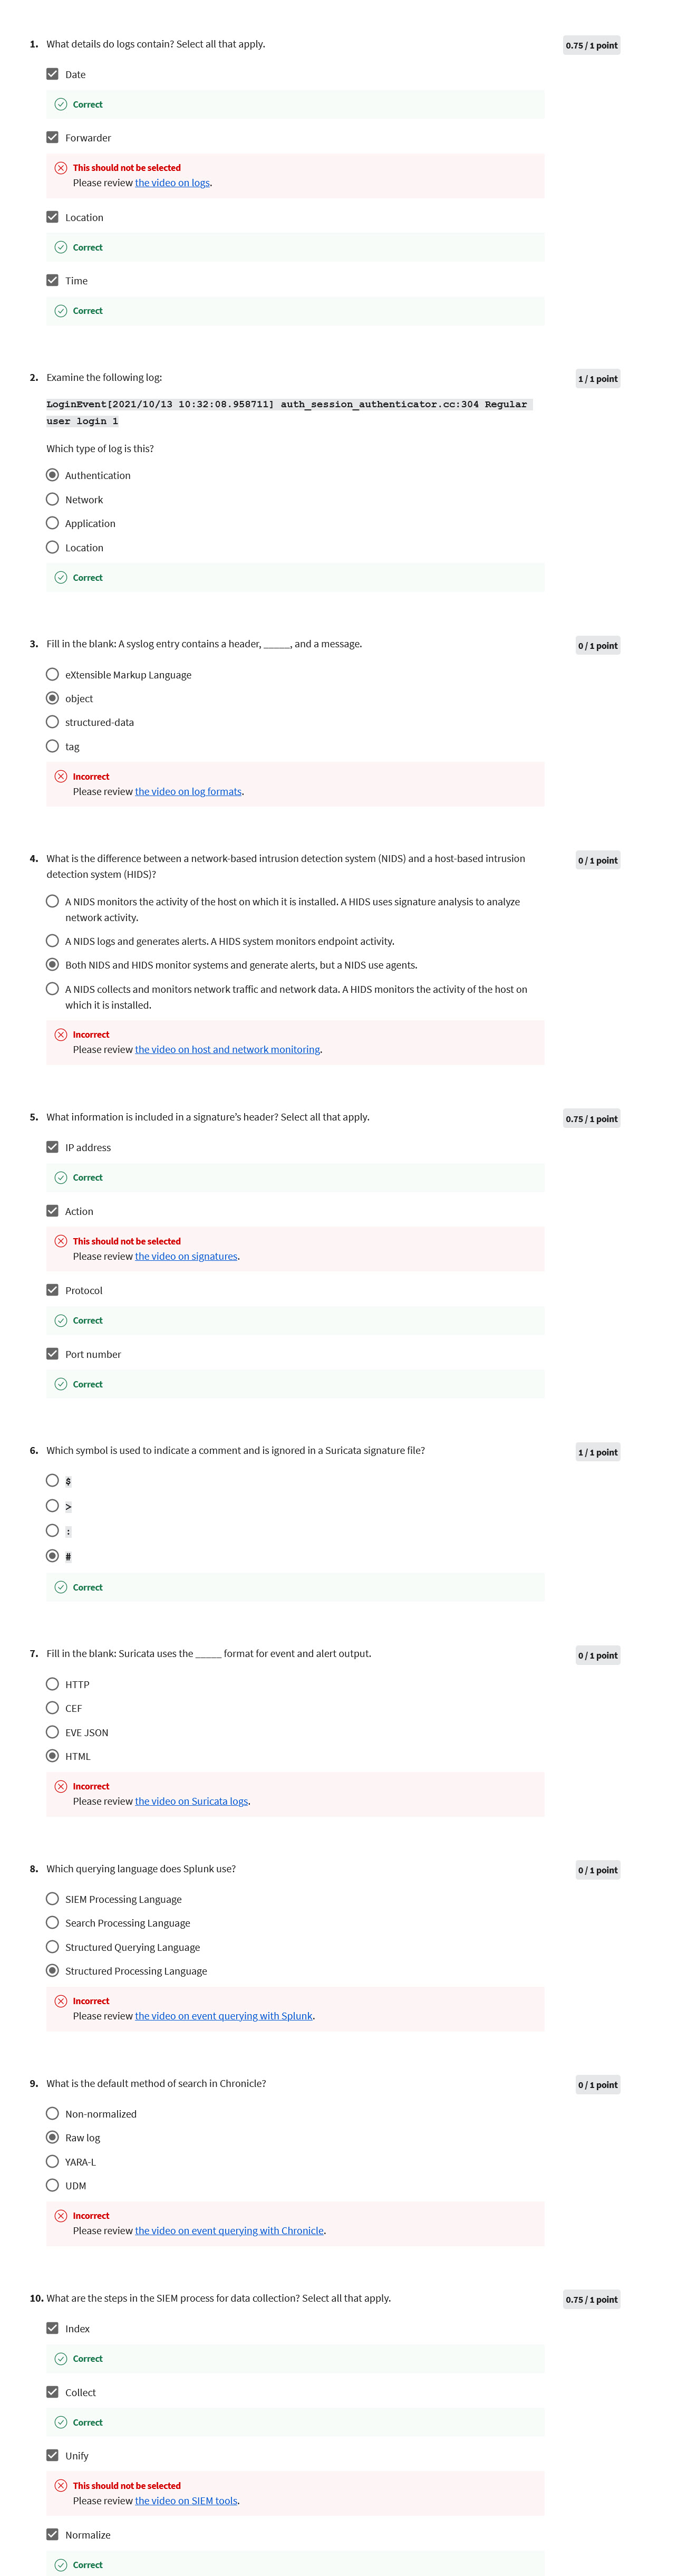 1. What details do logs contain? Select all that apply.
0.75 / 1 point
Date
Correct
Forwarder
This should not be selected
Please review the video on logs.
Location
Correct
Time
Correct
2. Examine the following log:
1 / 1 point
LoginEvent[2021/10/13 10:32:08.958711] auth_session_authenticator.cc:304 Regular
user login 1
Which type of log is this?
Authentication
Network
Application
Location
Correct
3. Fill in the blank: A syslog entry contains a header, _____, and a message.
0 / 1 point
eXtensible Markup Language
object
structured-data
tag
Incorrect
Please review the video on log formats.
4. What is the difference between a network-based intrusion detection system (NIDS) and a host-based intrusion
detection system (HIDS)?
0 / 1 point
A NIDS monitors the activity of the host on which it is installed. A HIDS uses signature analysis to analyze
network activity.
A NIDS logs and generates alerts. A HIDS system monitors endpoint activity.
Both NIDS and HIDS monitor systems and generate alerts, but a NIDS use agents.
A NIDS collects and monitors network traffic and network data. A HIDS monitors the activity of the host on
which it is installed.
Incorrect
Please review the video on host and network monitoring.
5. What information is included in a signature’s header? Select all that apply.
0.75 / 1 point
IP address
Correct
Action
This should not be selected
Please review the video on signatures.
Protocol
Correct
Port number
Correct
6. Which symbol is used to indicate a comment and is ignored in a Suricata signature file?
1 / 1 point
$
>
:
#
Correct
7. Fill in the blank: Suricata uses the _____ format for event and alert output.
0 / 1 point
HTTP
CEF
EVE JSON
HTML
Incorrect
Please review the video on Suricata logs.
8. Which querying language does Splunk use?
0 / 1 point
SIEM Processing Language
Search Processing Language
Structured Querying Language
Structured Processing Language
Incorrect
Please review the video on event querying with Splunk.
9. What is the default method of search in Chronicle?
0 / 1 point
Non-normalized
Raw log
YARA-L
UDM
Incorrect
Please review the video on event querying with Chronicle.
10. What are the steps in the SIEM process for data collection? Select all that apply.
0.75 / 1 point
Index
Correct
Collect
Correct
Unify
This should not be selected
Please review the video on SIEM tools.
Normalize
Correct